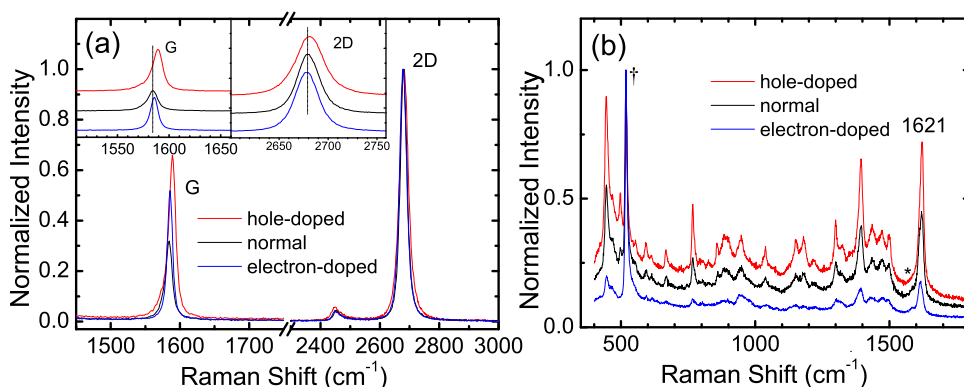 (a)
G
2D
1550 1600 1650
2650 2700 2750
2D
G
hole-doped
normal
electron-doped
1.0
0.8
0.6
0.4
0.2
0.0
Normalized Intensity
1500 1600 1700 2400 2600 2800 3000
Raman Shift (cm⁻¹)
(b)
†
hole-doped
normal
electron-doped
1621
*
1.0
0.5
0.0
Normalized Intensity
500 1000 1500
Raman Shift (cm⁻¹)